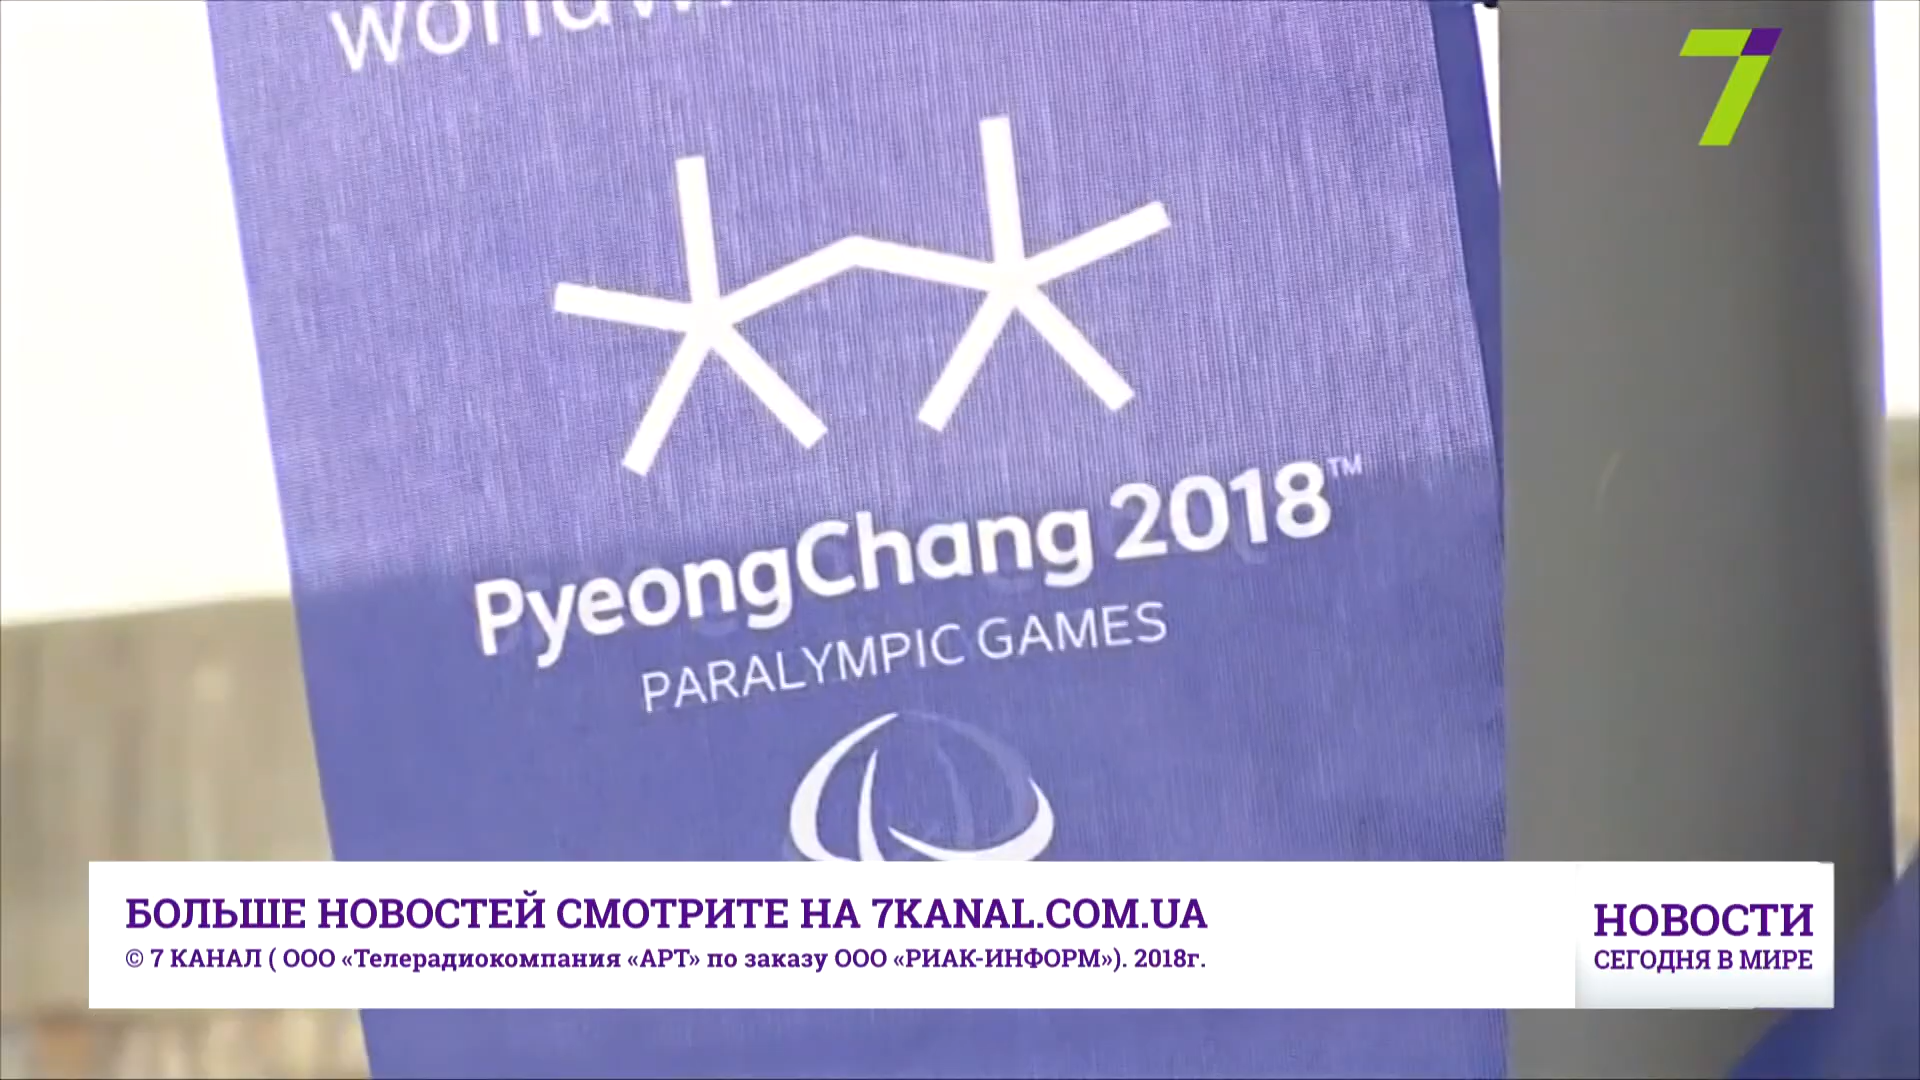 7
PyeongChang 2018™
PARALYMPIC GAMES
БОЛЬШЕ НОВОСТЕЙ СМОТРИТЕ НА 7KANAL.COM.UA
© 7 КАНАЛ ( ООО «Телерадиокомпания «АРТ» по заказу ООО «РИАК-ИНФОРМ»). 2018г.
НОВОСТИ
СЕГОДНЯ В МИРЕ